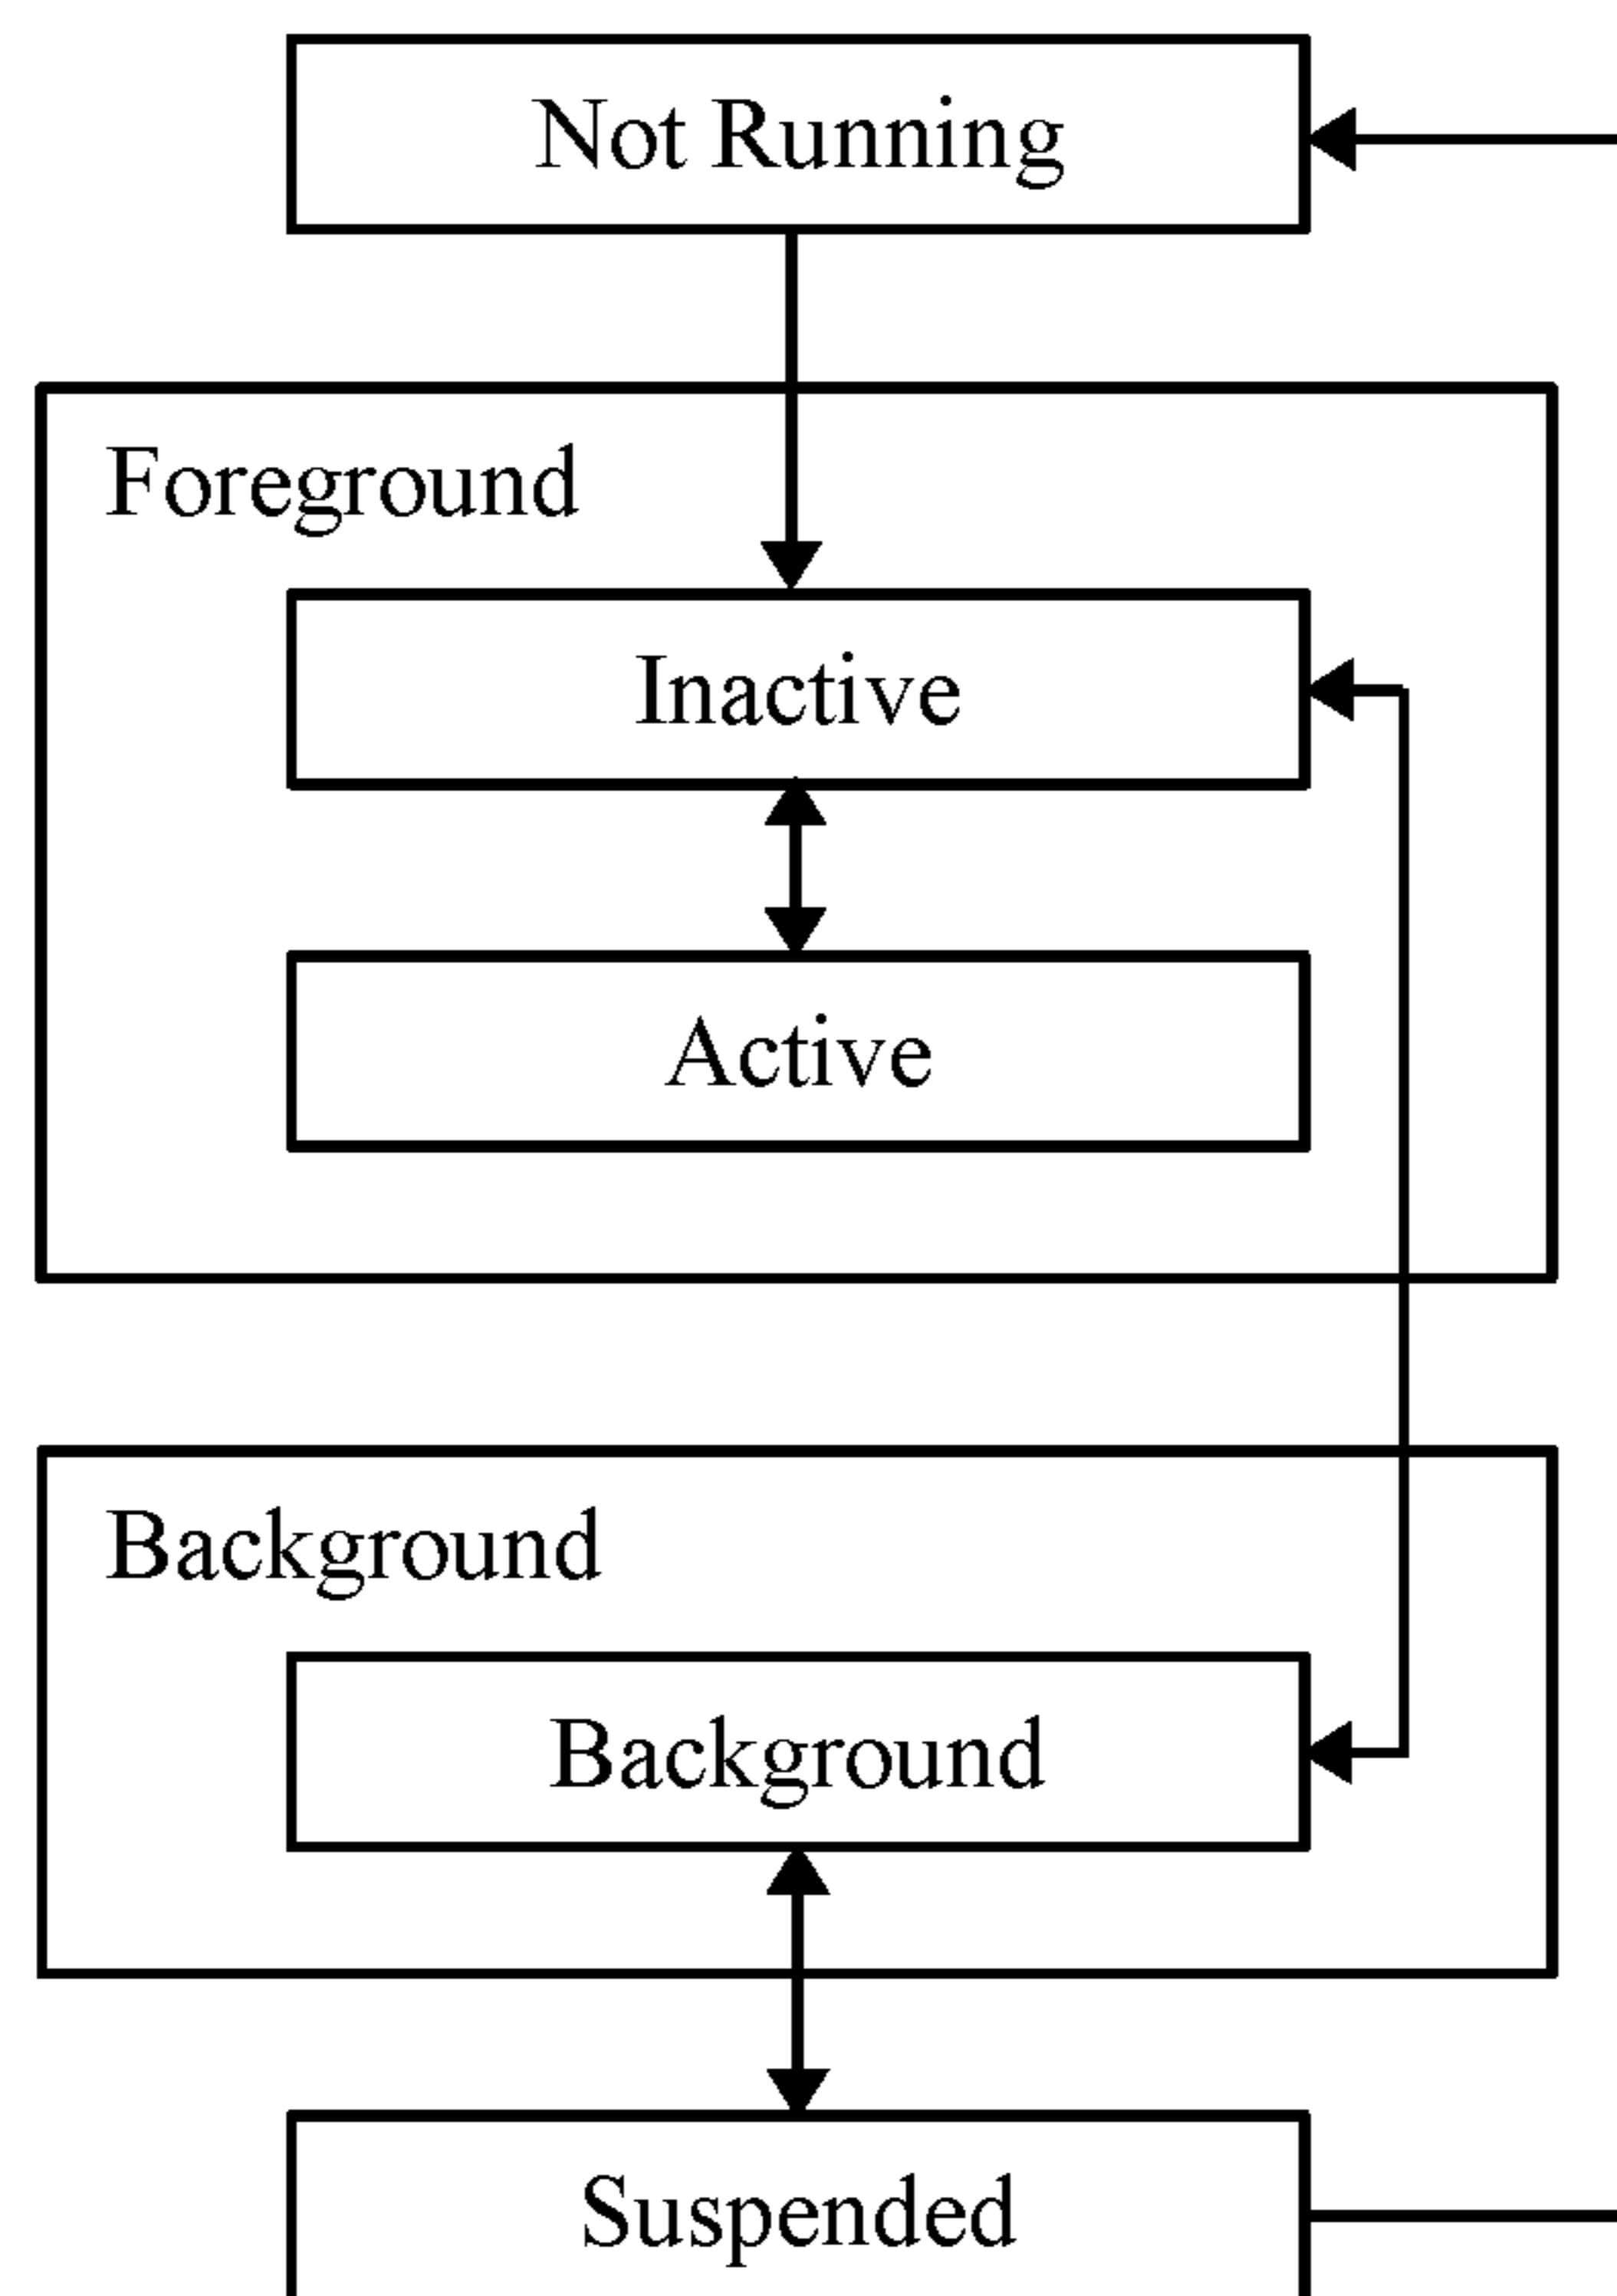 Not Running
Foreground
Inactive
Active
Background
Background
Suspended